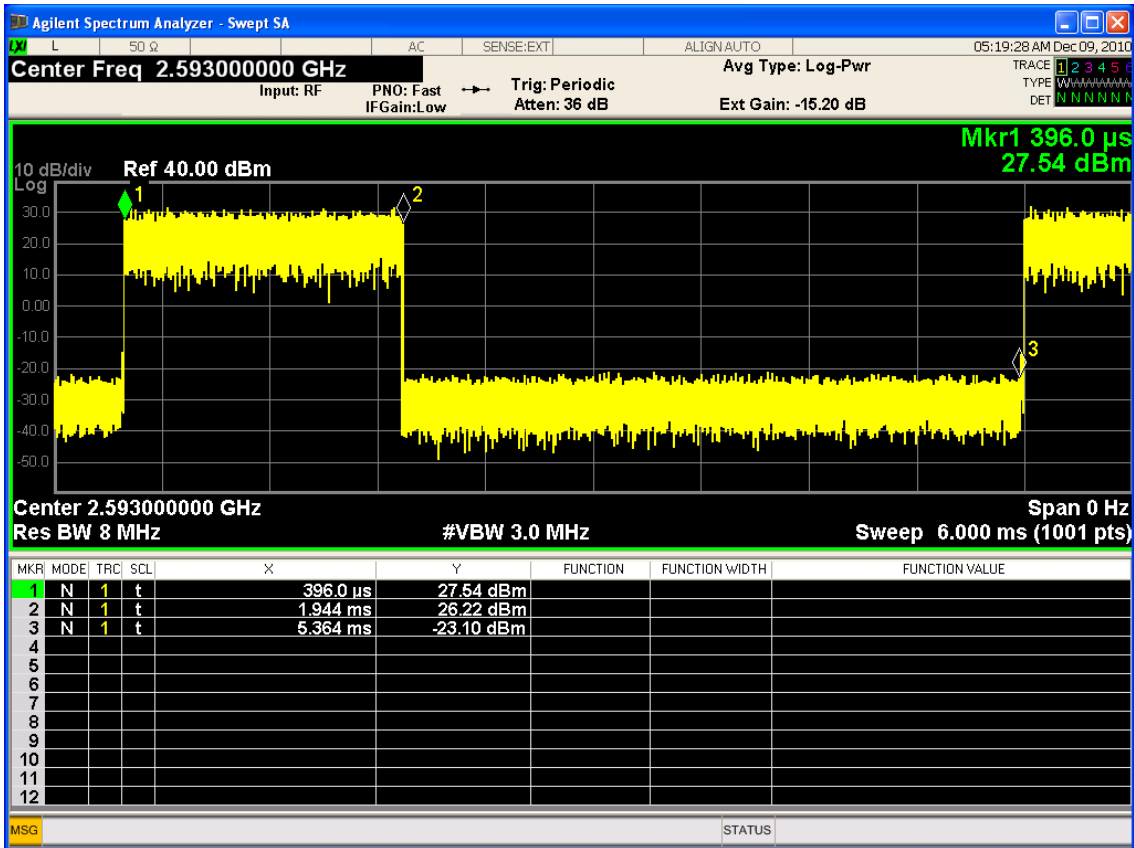 Agilent Spectrum Analyzer - Swept SA
LXI L 50 Ω AC SENSE:EXT ALIGN AUTO 05:19:28 AM Dec 09, 2010
Center Freq 2.593000000 GHz
Input: RF
PNO: Fast
IFGain:Low
Trig: Periodic
Atten: 36 dB
Avg Type: Log-Pwr
Ext Gain: -15.20 dB
TRACE 1 2 3 4 5 6
TYPE WWWWWW
DET N N N N N N
Mkr1 396.0 µs
27.54 dBm
10 dB/div Ref 40.00 dBm
Log
1
2
30.0
20.0
10.0
0.00
-10.0
3
-20.0
-30.0
-40.0
-50.0
Center 2.593000000 GHz Span 0 Hz
Res BW 8 MHz #VBW 3.0 MHz Sweep 6.000 ms (1001 pts)
MKR MODE TRC SCL X Y FUNCTION FUNCTION WIDTH FUNCTION VALUE
1 N 1 t 396.0 µs 27.54 dBm
2 N 1 t 1.944 ms 26.22 dBm
3 N 1 t 5.364 ms -23.10 dBm
4
5
6
7
8
9
10
11
12
MSG STATUS